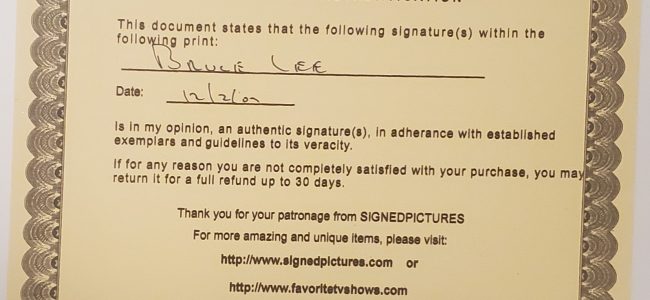 This document states that the following signature(s) within the
following print:
BRUCE LEE
Date: 12/2/02
Is in my opinion, an authentic signature(s), in adherance with established
exemplars and guidelines to its veracity.
If for any reason you are not completely satisfied with your purchase, you may
return it for a full refund up to 30 days.
Thank you for your patronage from SIGNEDPICTURES
For more amazing and unique items, please visit:
http://www.signedpictures.com or
http://www.favoritetvshows.com